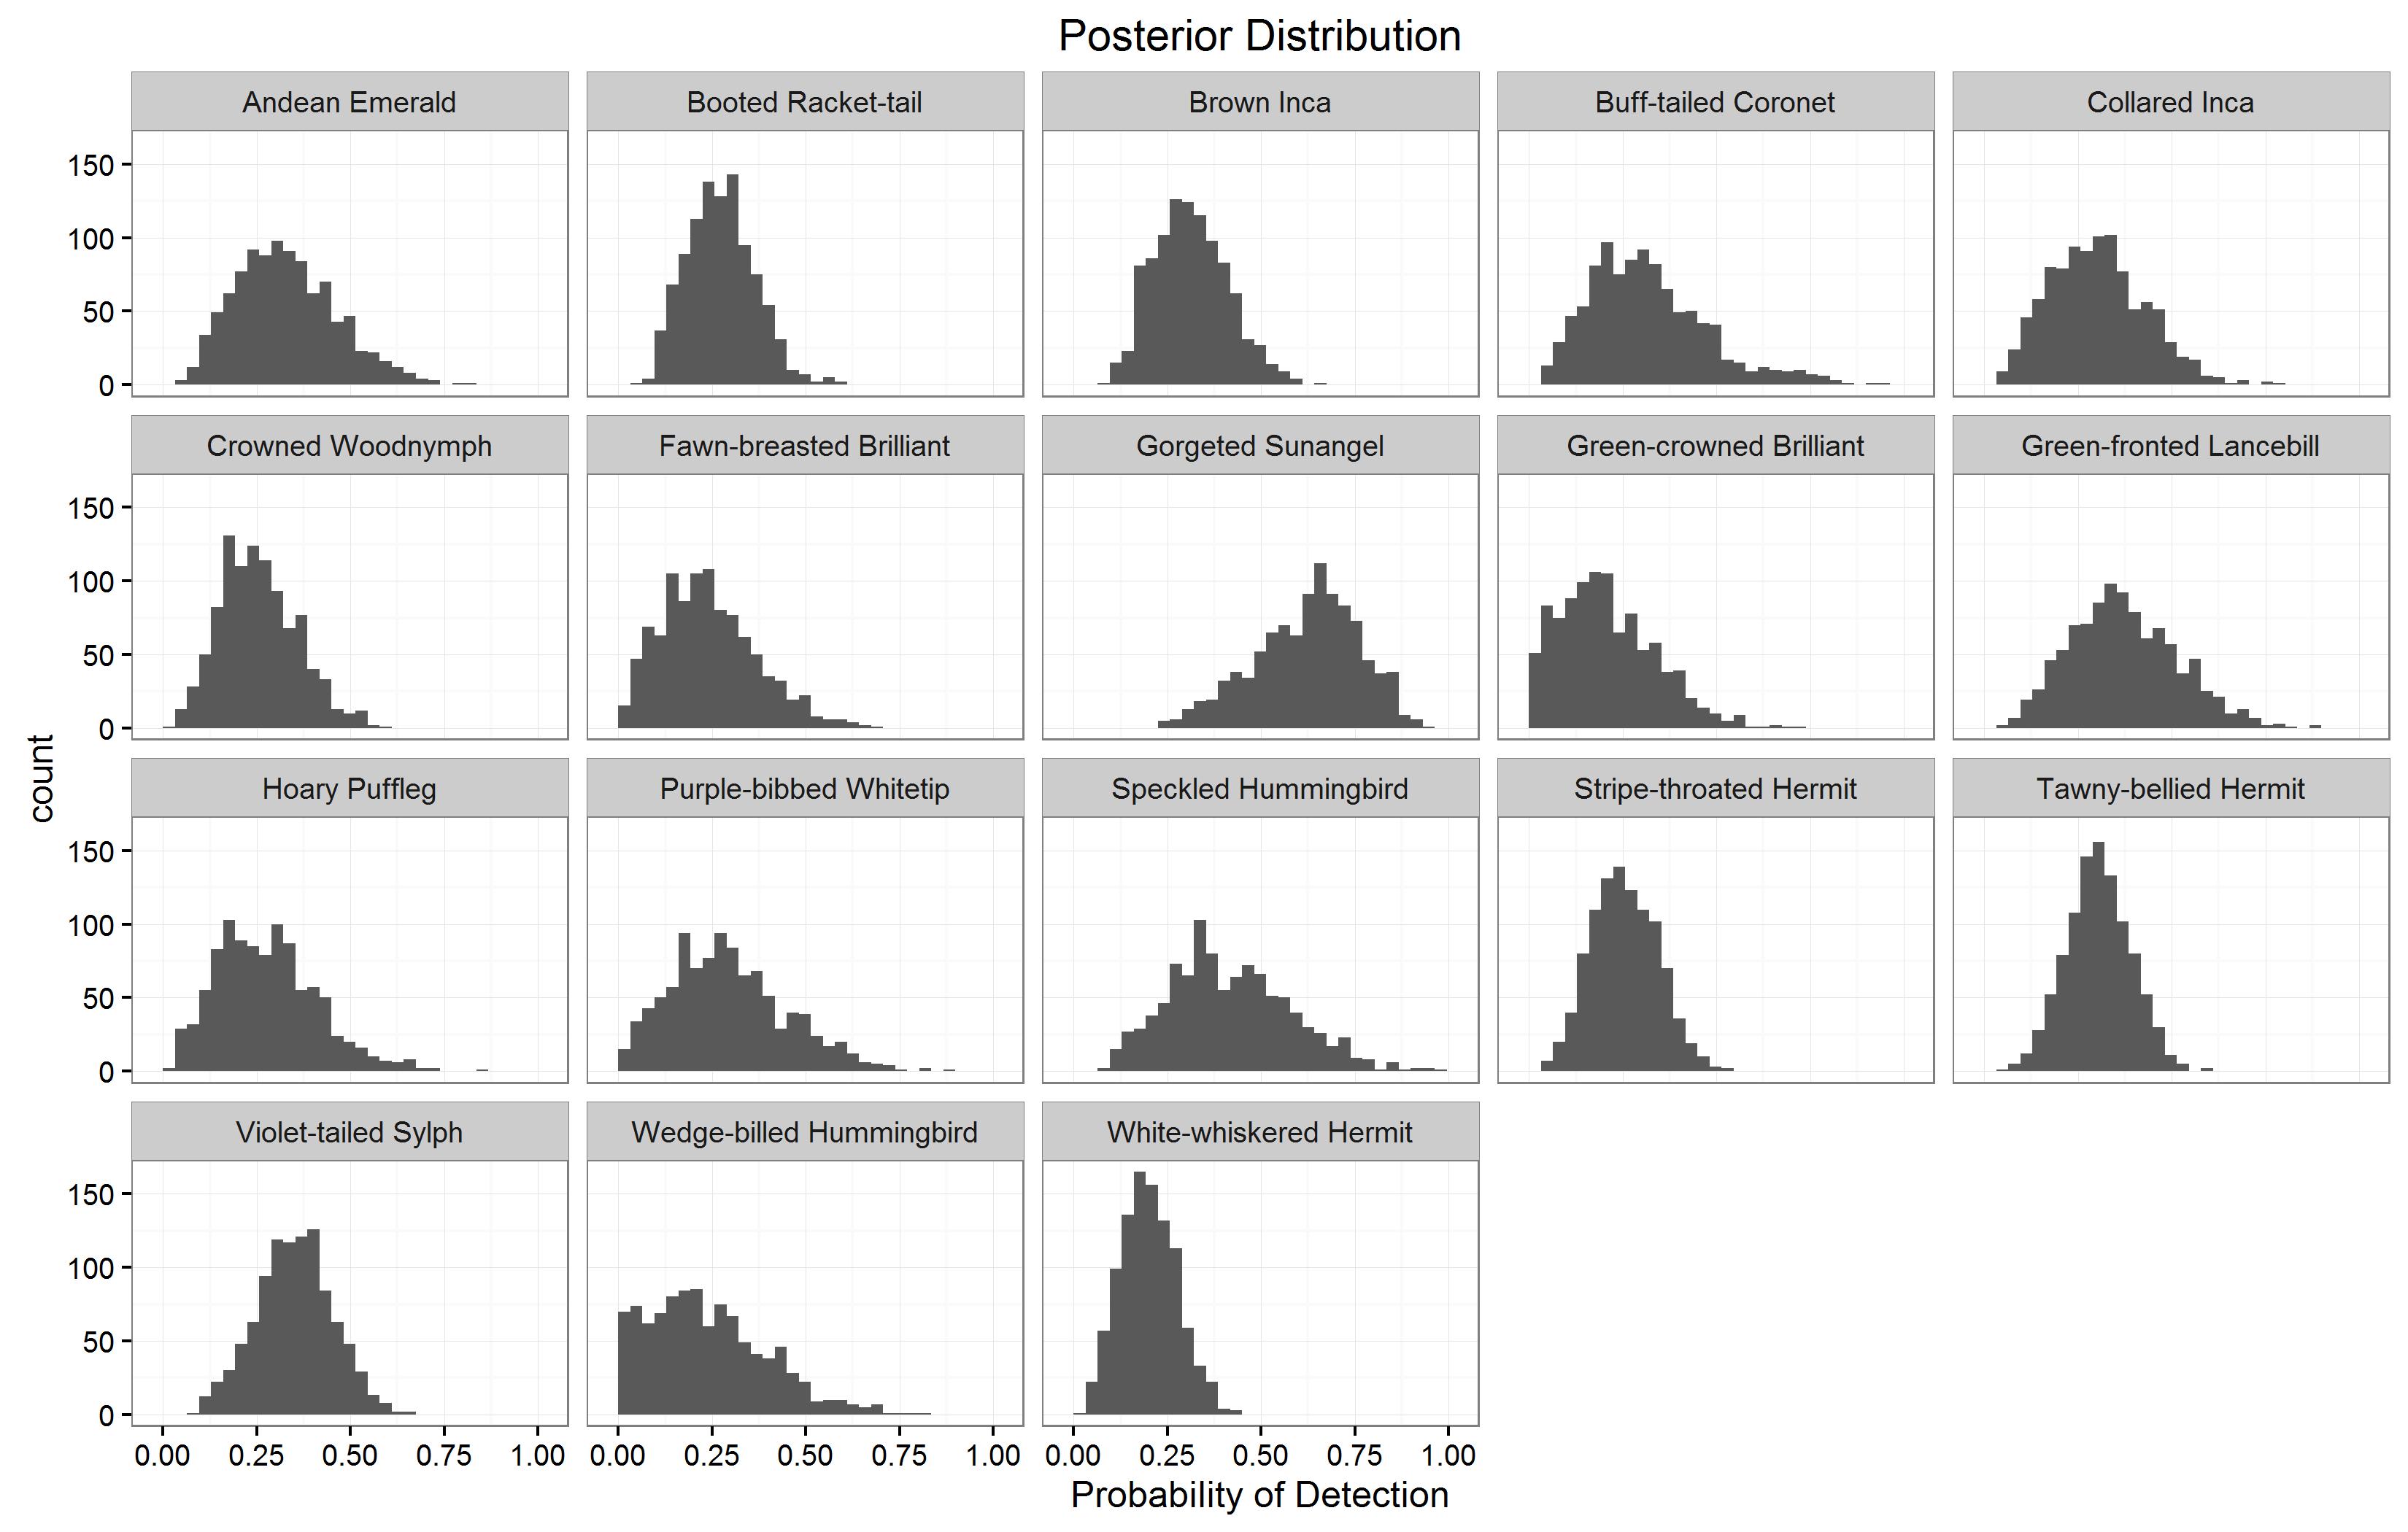 Posterior Distribution
Andean Emerald
Booted Racket-tail
Brown Inca
Buff-tailed Coronet
Collared Inca
150
100
50
0
Crowned Woodnymph
Fawn-breasted Brilliant
Gorgeted Sunangel
Green-crowned Brilliant
Green-fronted Lancebill
150
100
50
0
count
Hoary Puffleg
Purple-bibbed Whitetip
Speckled Hummingbird
Stripe-throated Hermit
Tawny-bellied Hermit
150
100
50
0
Violet-tailed Sylph
Wedge-billed Hummingbird
White-whiskered Hermit
150
100
50
0
0.00 0.25 0.50 0.75 1.00
0.00 0.25 0.50 0.75 1.00
0.00 0.25 0.50 0.75 1.00
Probability of Detection